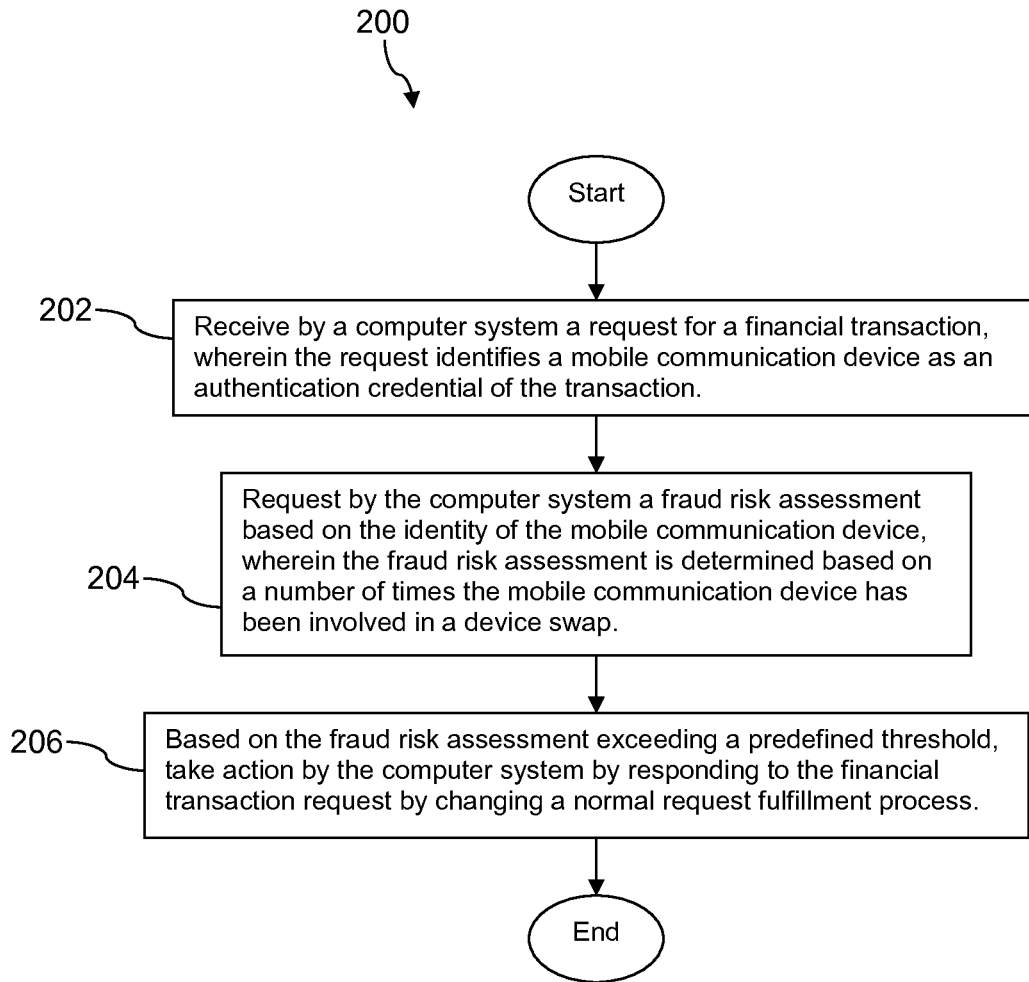 200
Start
202
Receive by a computer system a request for a financial transaction,
wherein the request identifies a mobile communication device as an
authentication credential of the transaction.
204
Request by the computer system a fraud risk assessment
based on the identity of the mobile communication device,
wherein the fraud risk assessment is determined based on
a number of times the mobile communication device has
been involved in a device swap.
206
Based on the fraud risk assessment exceeding a predefined threshold,
take action by the computer system by responding to the financial
transaction request by changing a normal request fulfillment process.
End